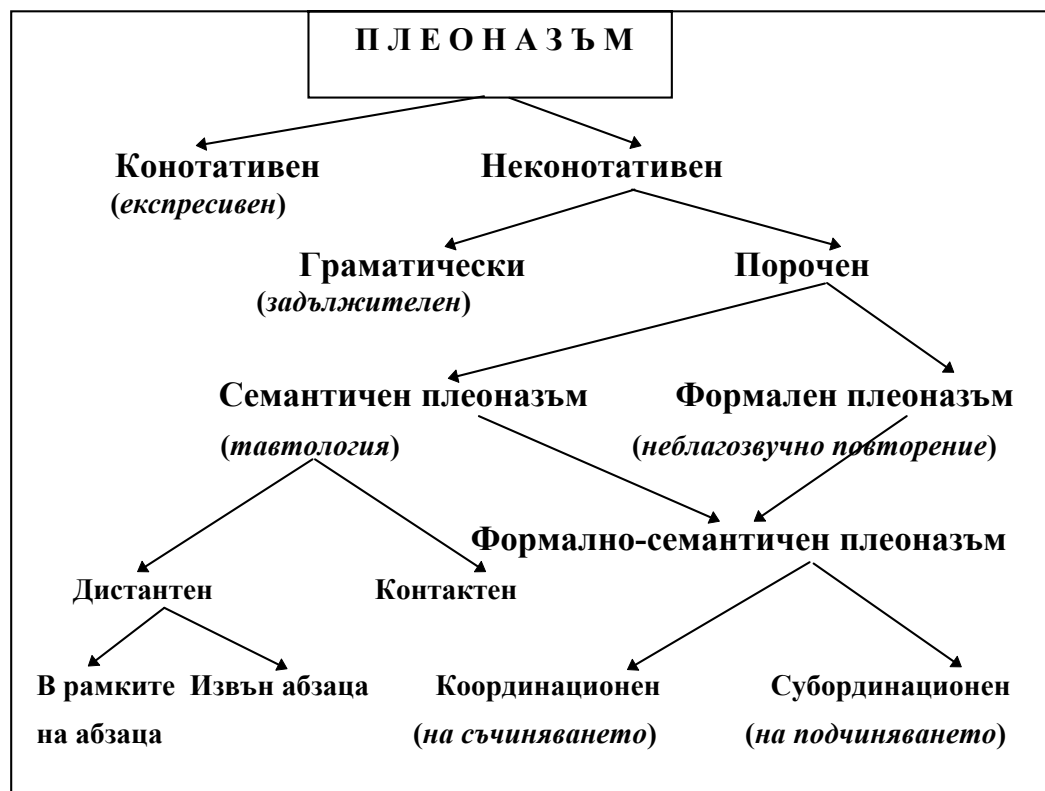 П Л Е О Н А З Ъ М
Конотативен Неконотативен
(експресивен)
Граматически Порочен
(задължителен)
Семантичен плеоназъм Формален плеоназъм
(тавтология) (неблагозвучно повторение)
Формално-семантичен плеоназъм
Дистантен Контактен
В рамките Извън абзаца Координационен Субординационен
на абзаца (на съчиняването) (на подчиняването)